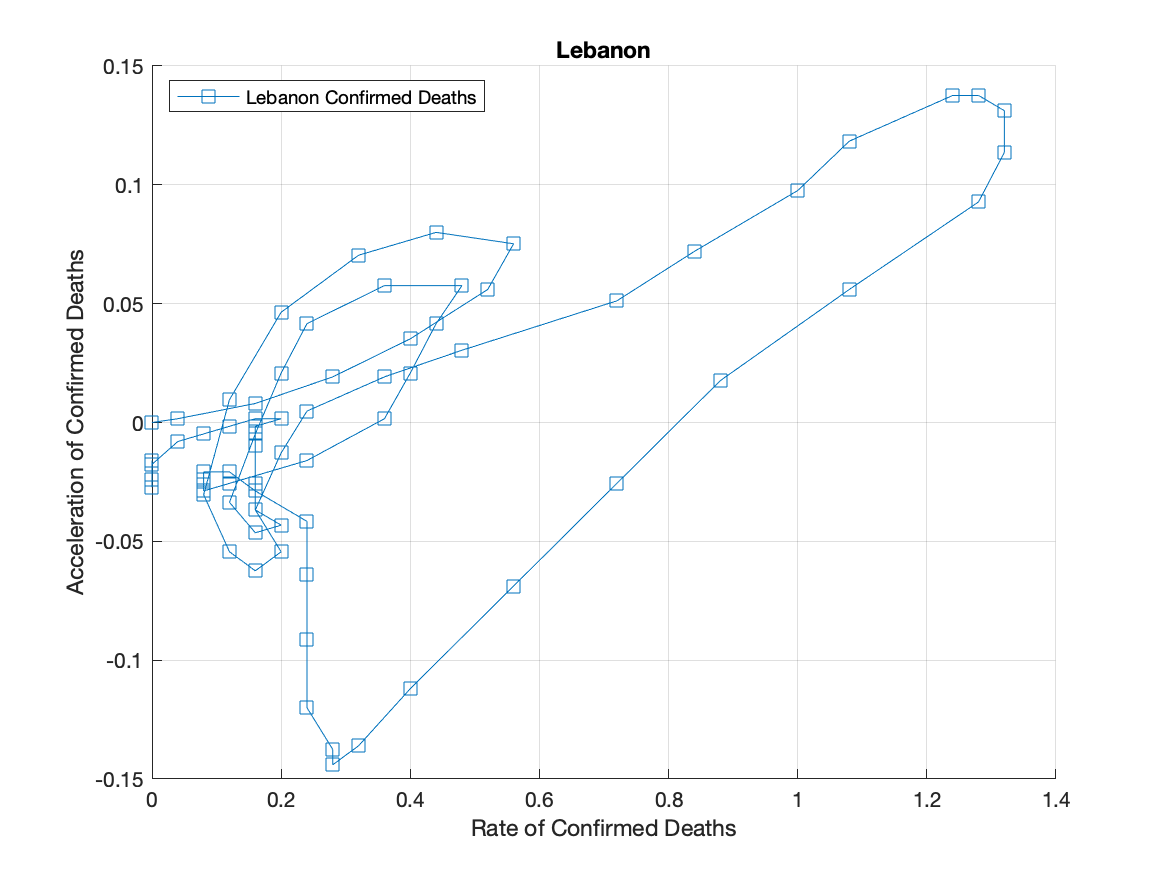 Lebanon
0.15
Lebanon Confirmed Deaths
0.1
0.05
0
-0.05
-0.1
-0.15
Acceleration of Confirmed Deaths
0 0.2 0.4 0.6 0.8 1 1.2 1.4
Rate of Confirmed Deaths